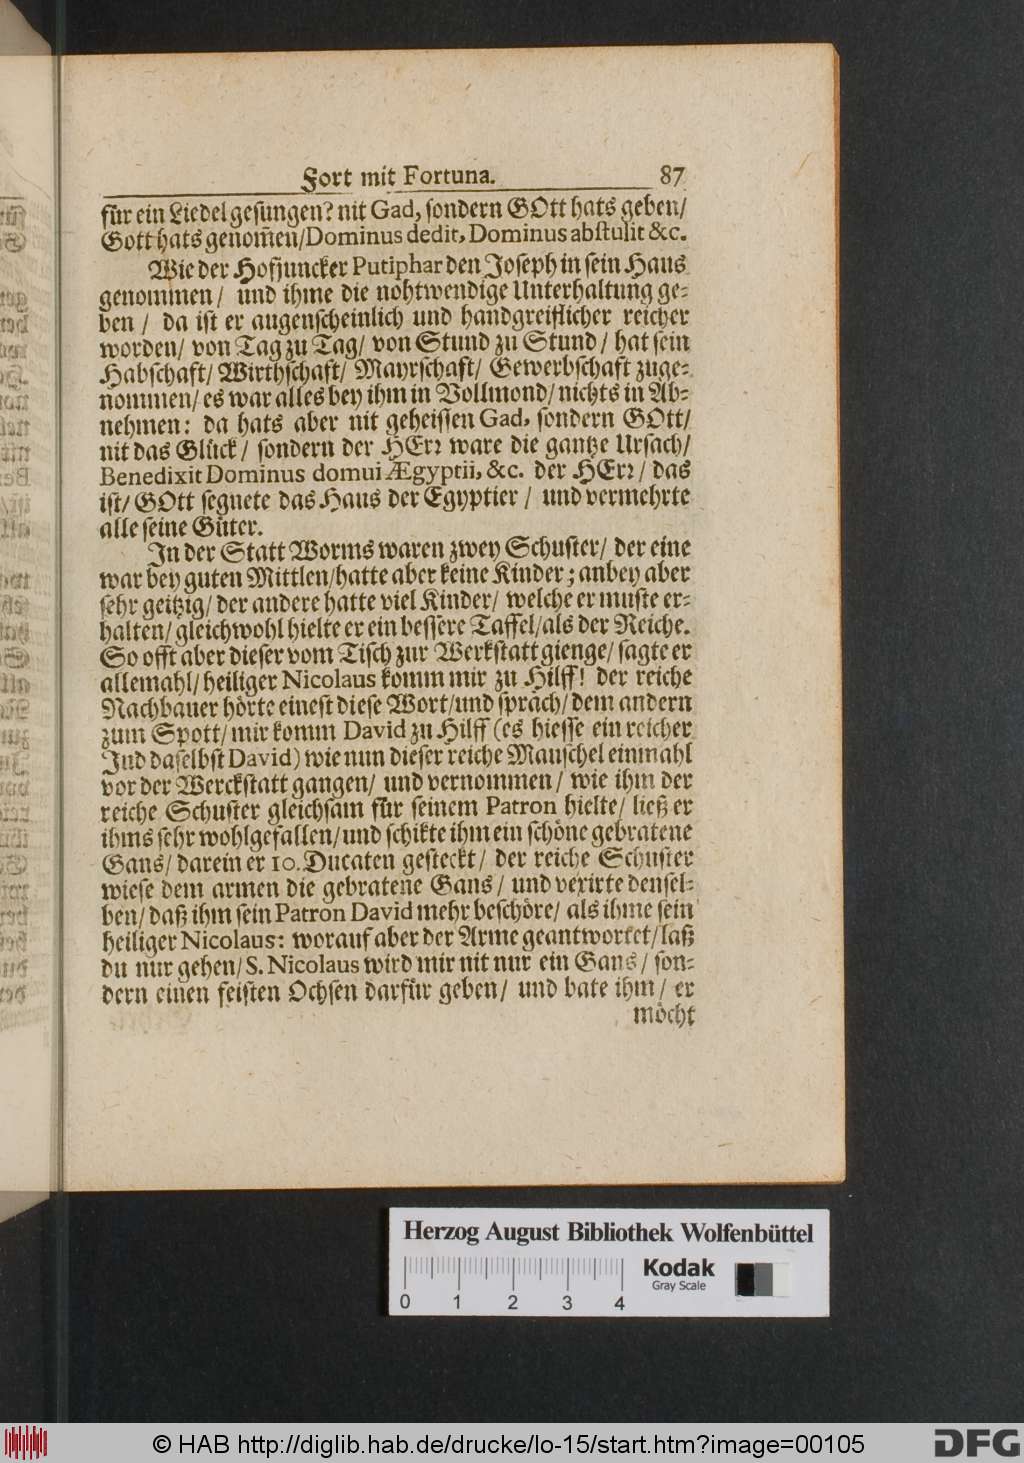 Fort mit Fortuna. 87
für ein Liedel gesungen? nit Gad, sondern GOtt hats geben/
Gott hats genom̃en/Dominus dedit, Dominus abstulit &c.
Wie der Hofjuncker Putiphar den Joseph in sein Haus
genommen/ und ihme die nohtwendige Unterhaltung ge-
ben/ da ist er augenscheinlich und handgreiflicher reicher
worden/ von Tag zu Tag/ von Stund zu Stund/ hat sein
Habschaft/ Wirthschaft/ Mayrschaft/ Gewerbschaft zuge-
nommen/ es war alles bey ihm in Vollmond/ nichts in Ab-
nehmen: da hats aber nit geheissen Gad, sondern GOtt/
nit das Glück/ sondern der HErr ware die gantze Ursach/
Benedixit Dominus domui Ægyptii, &c. der HErr/ das
ist/ GOtt segnete das Haus der Egyptier/ und vermehrte
alle seine Güter.
In der Statt Worms waren zwey Schuster/ der eine
war bey guten Mittlen/hatte aber keine Kinder; anbey aber
sehr geitzig/ der andere hatte viel Kinder/ welche er muste er-
halten/ gleichwohl hielte er ein bessere Taffel/als der Reiche.
So offt aber dieser vom Tisch zur Werkstatt gienge/ sagte er
allemahl/ heiliger Nicolaus komm mir zu Hilff! der reiche
Nachbauer hörte einest diese Wort/und sprach/ dem andern
zum Spott/ mir komm David zu Hilff (es hiesse ein reicher
Jud daselbst David) wie nun dieser reiche Mauschel einmahl
vor der Werckstatt gangen/ und vernommen/ wie ihm der
reiche Schuster gleichsam für seinem Patron hielte/ ließ er
ihms sehr wohlgefallen/und schikte ihm ein schöne gebratene
Gans/ darein er 10. Ducaten gesteckt/ der reiche Schuster
wiese dem armen die gebratene Gans/ und vexirte densel-
ben/ daß ihm sein Patron David mehr beschöre/ als ihme sein
heiliger Nicolaus: worauf aber der Arme geantwortet/laß
du nur gehen/ S. Nicolaus wird mir nit nur ein Gans/ son-
dern einen feisten Ochsen darfür geben/ und bate ihm/ er
möcht
Herzog August Bibliothek Wolfenbüttel
Kodak
Gray Scale
0 1 2 3 4
© HAB http://diglib.hab.de/drucke/lo-15/start.htm?image=00105
DFG